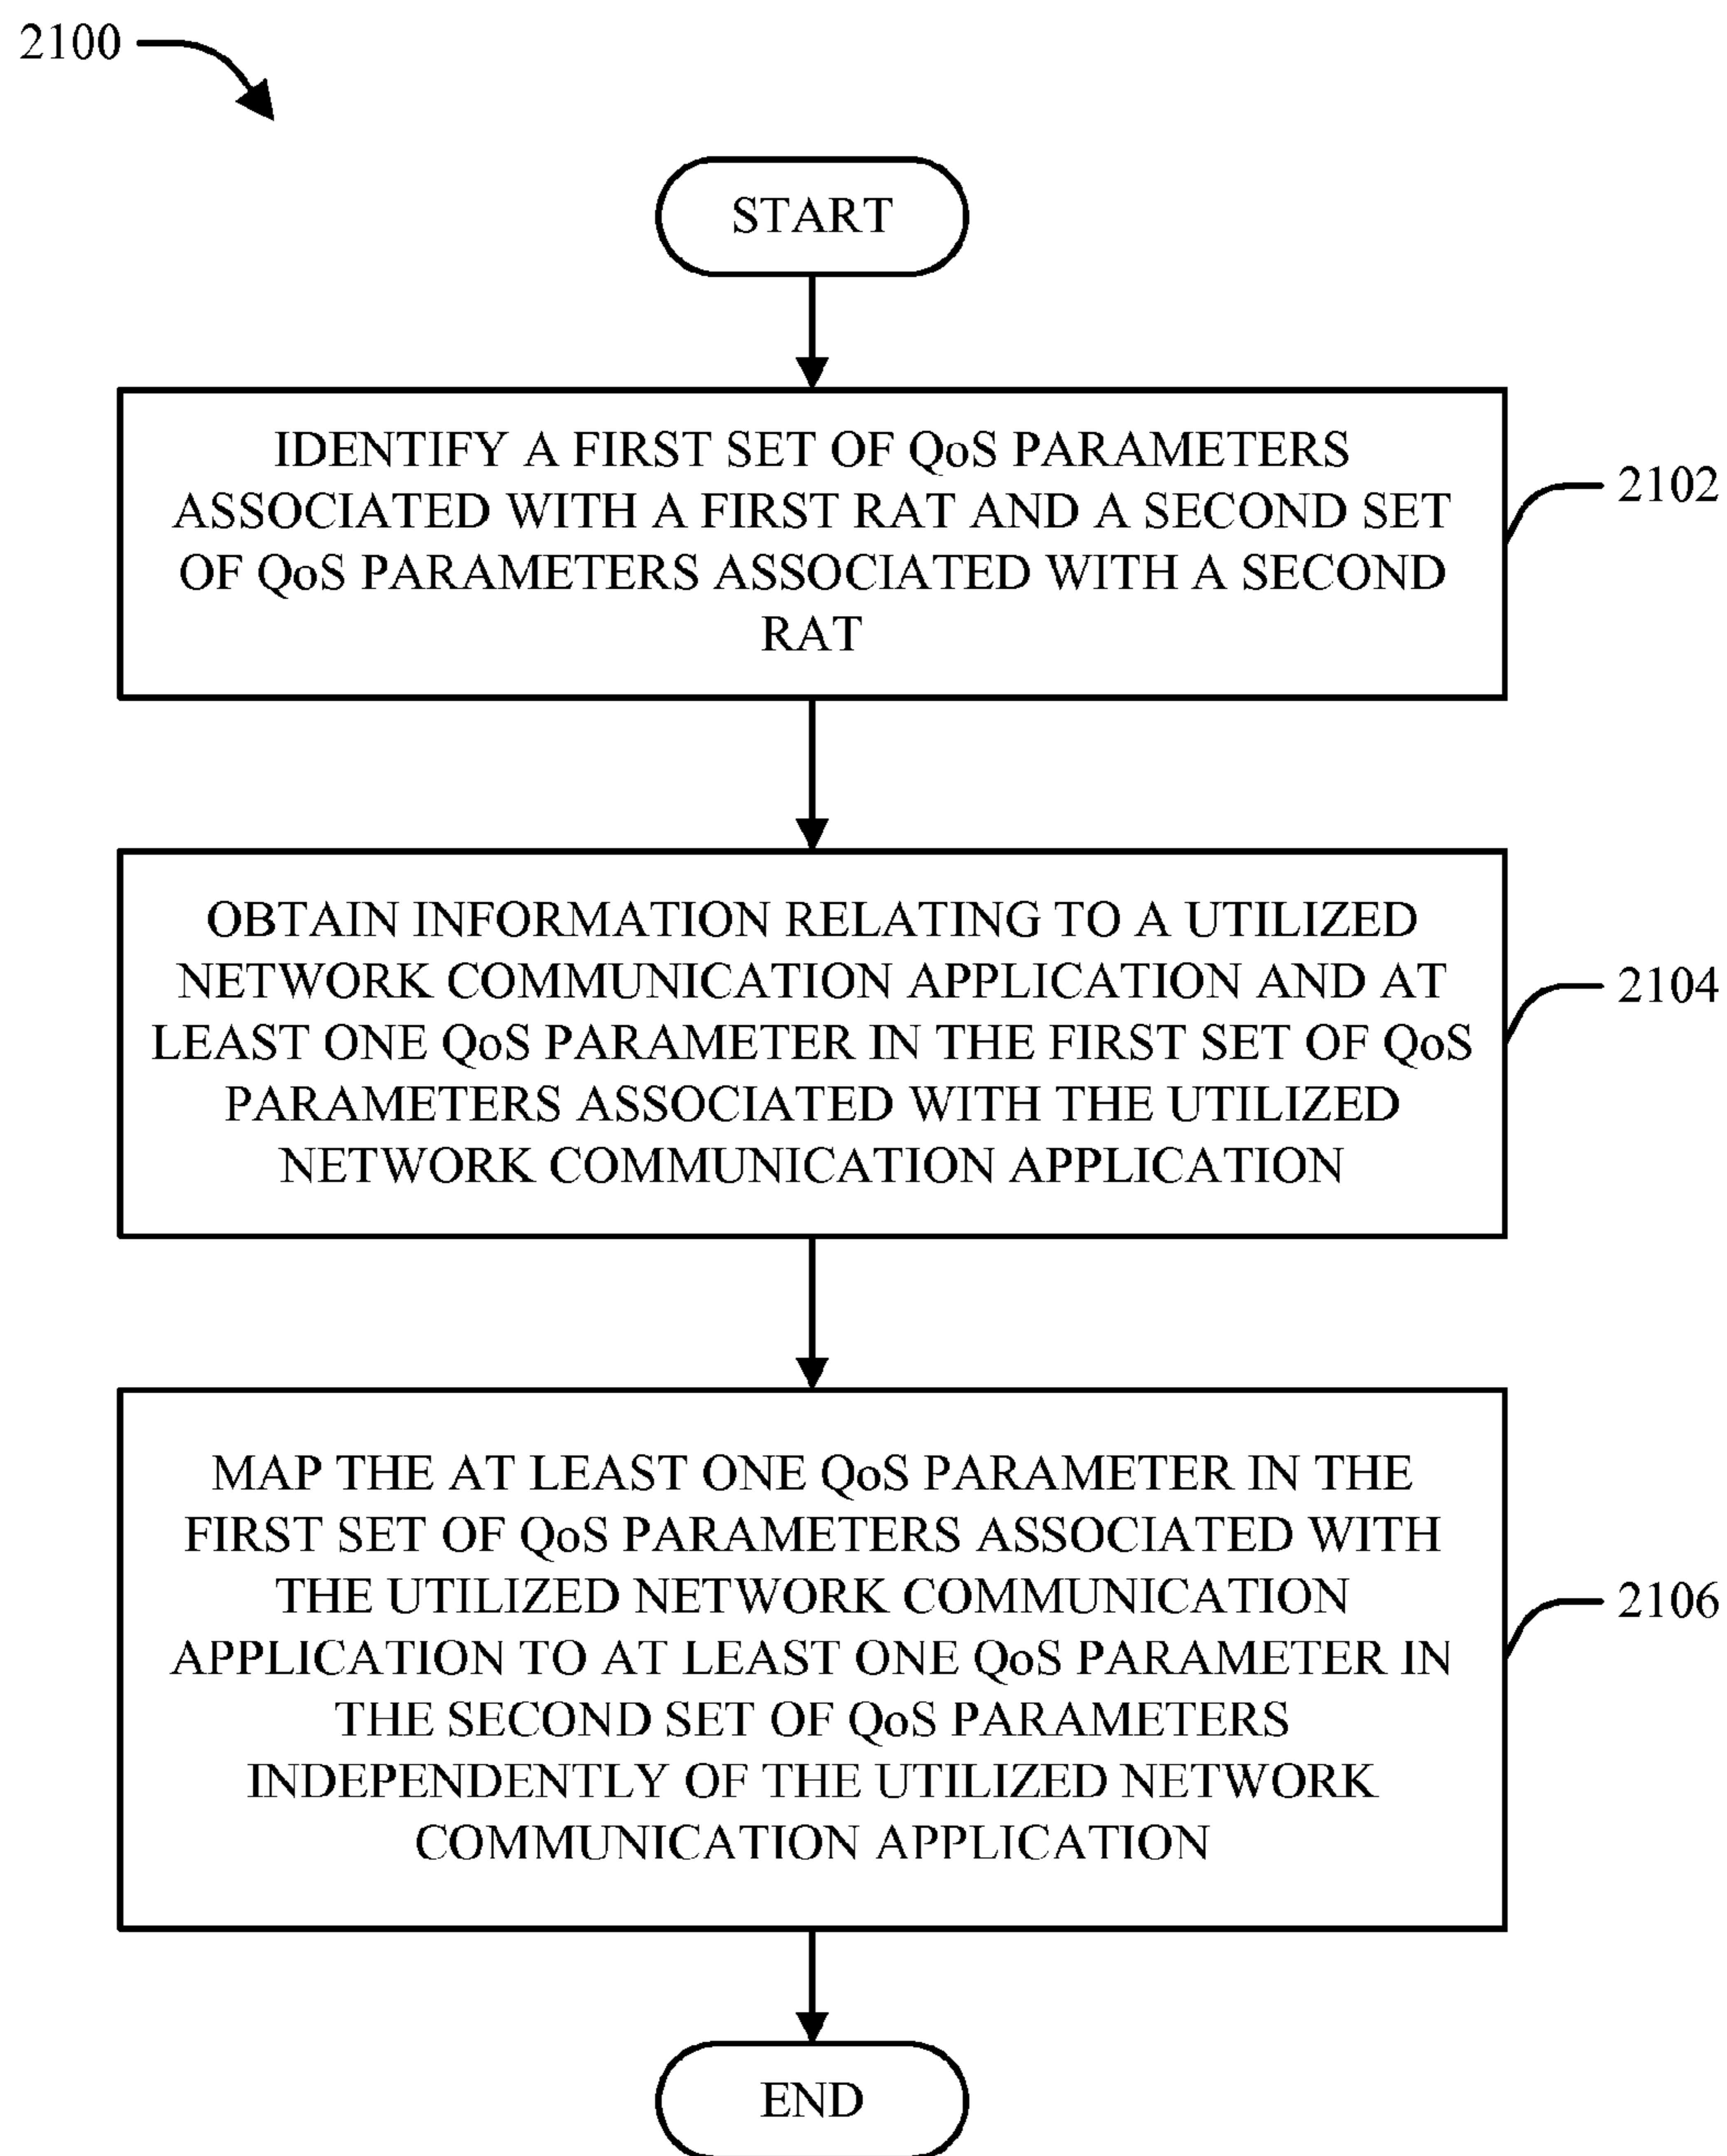 2100
START
IDENTIFY A FIRST SET OF QoS PARAMETERS
ASSOCIATED WITH A FIRST RAT AND A SECOND SET
OF QoS PARAMETERS ASSOCIATED WITH A SECOND
RAT
2102
OBTAIN INFORMATION RELATING TO A UTILIZED
NETWORK COMMUNICATION APPLICATION AND AT
LEAST ONE QoS PARAMETER IN THE FIRST SET OF QoS
PARAMETERS ASSOCIATED WITH THE UTILIZED
NETWORK COMMUNICATION APPLICATION
2104
MAP THE AT LEAST ONE QoS PARAMETER IN THE
FIRST SET OF QoS PARAMETERS ASSOCIATED WITH
THE UTILIZED NETWORK COMMUNICATION
APPLICATION TO AT LEAST ONE QoS PARAMETER IN
THE SECOND SET OF QoS PARAMETERS
INDEPENDENTLY OF THE UTILIZED NETWORK
COMMUNICATION APPLICATION
2106
END